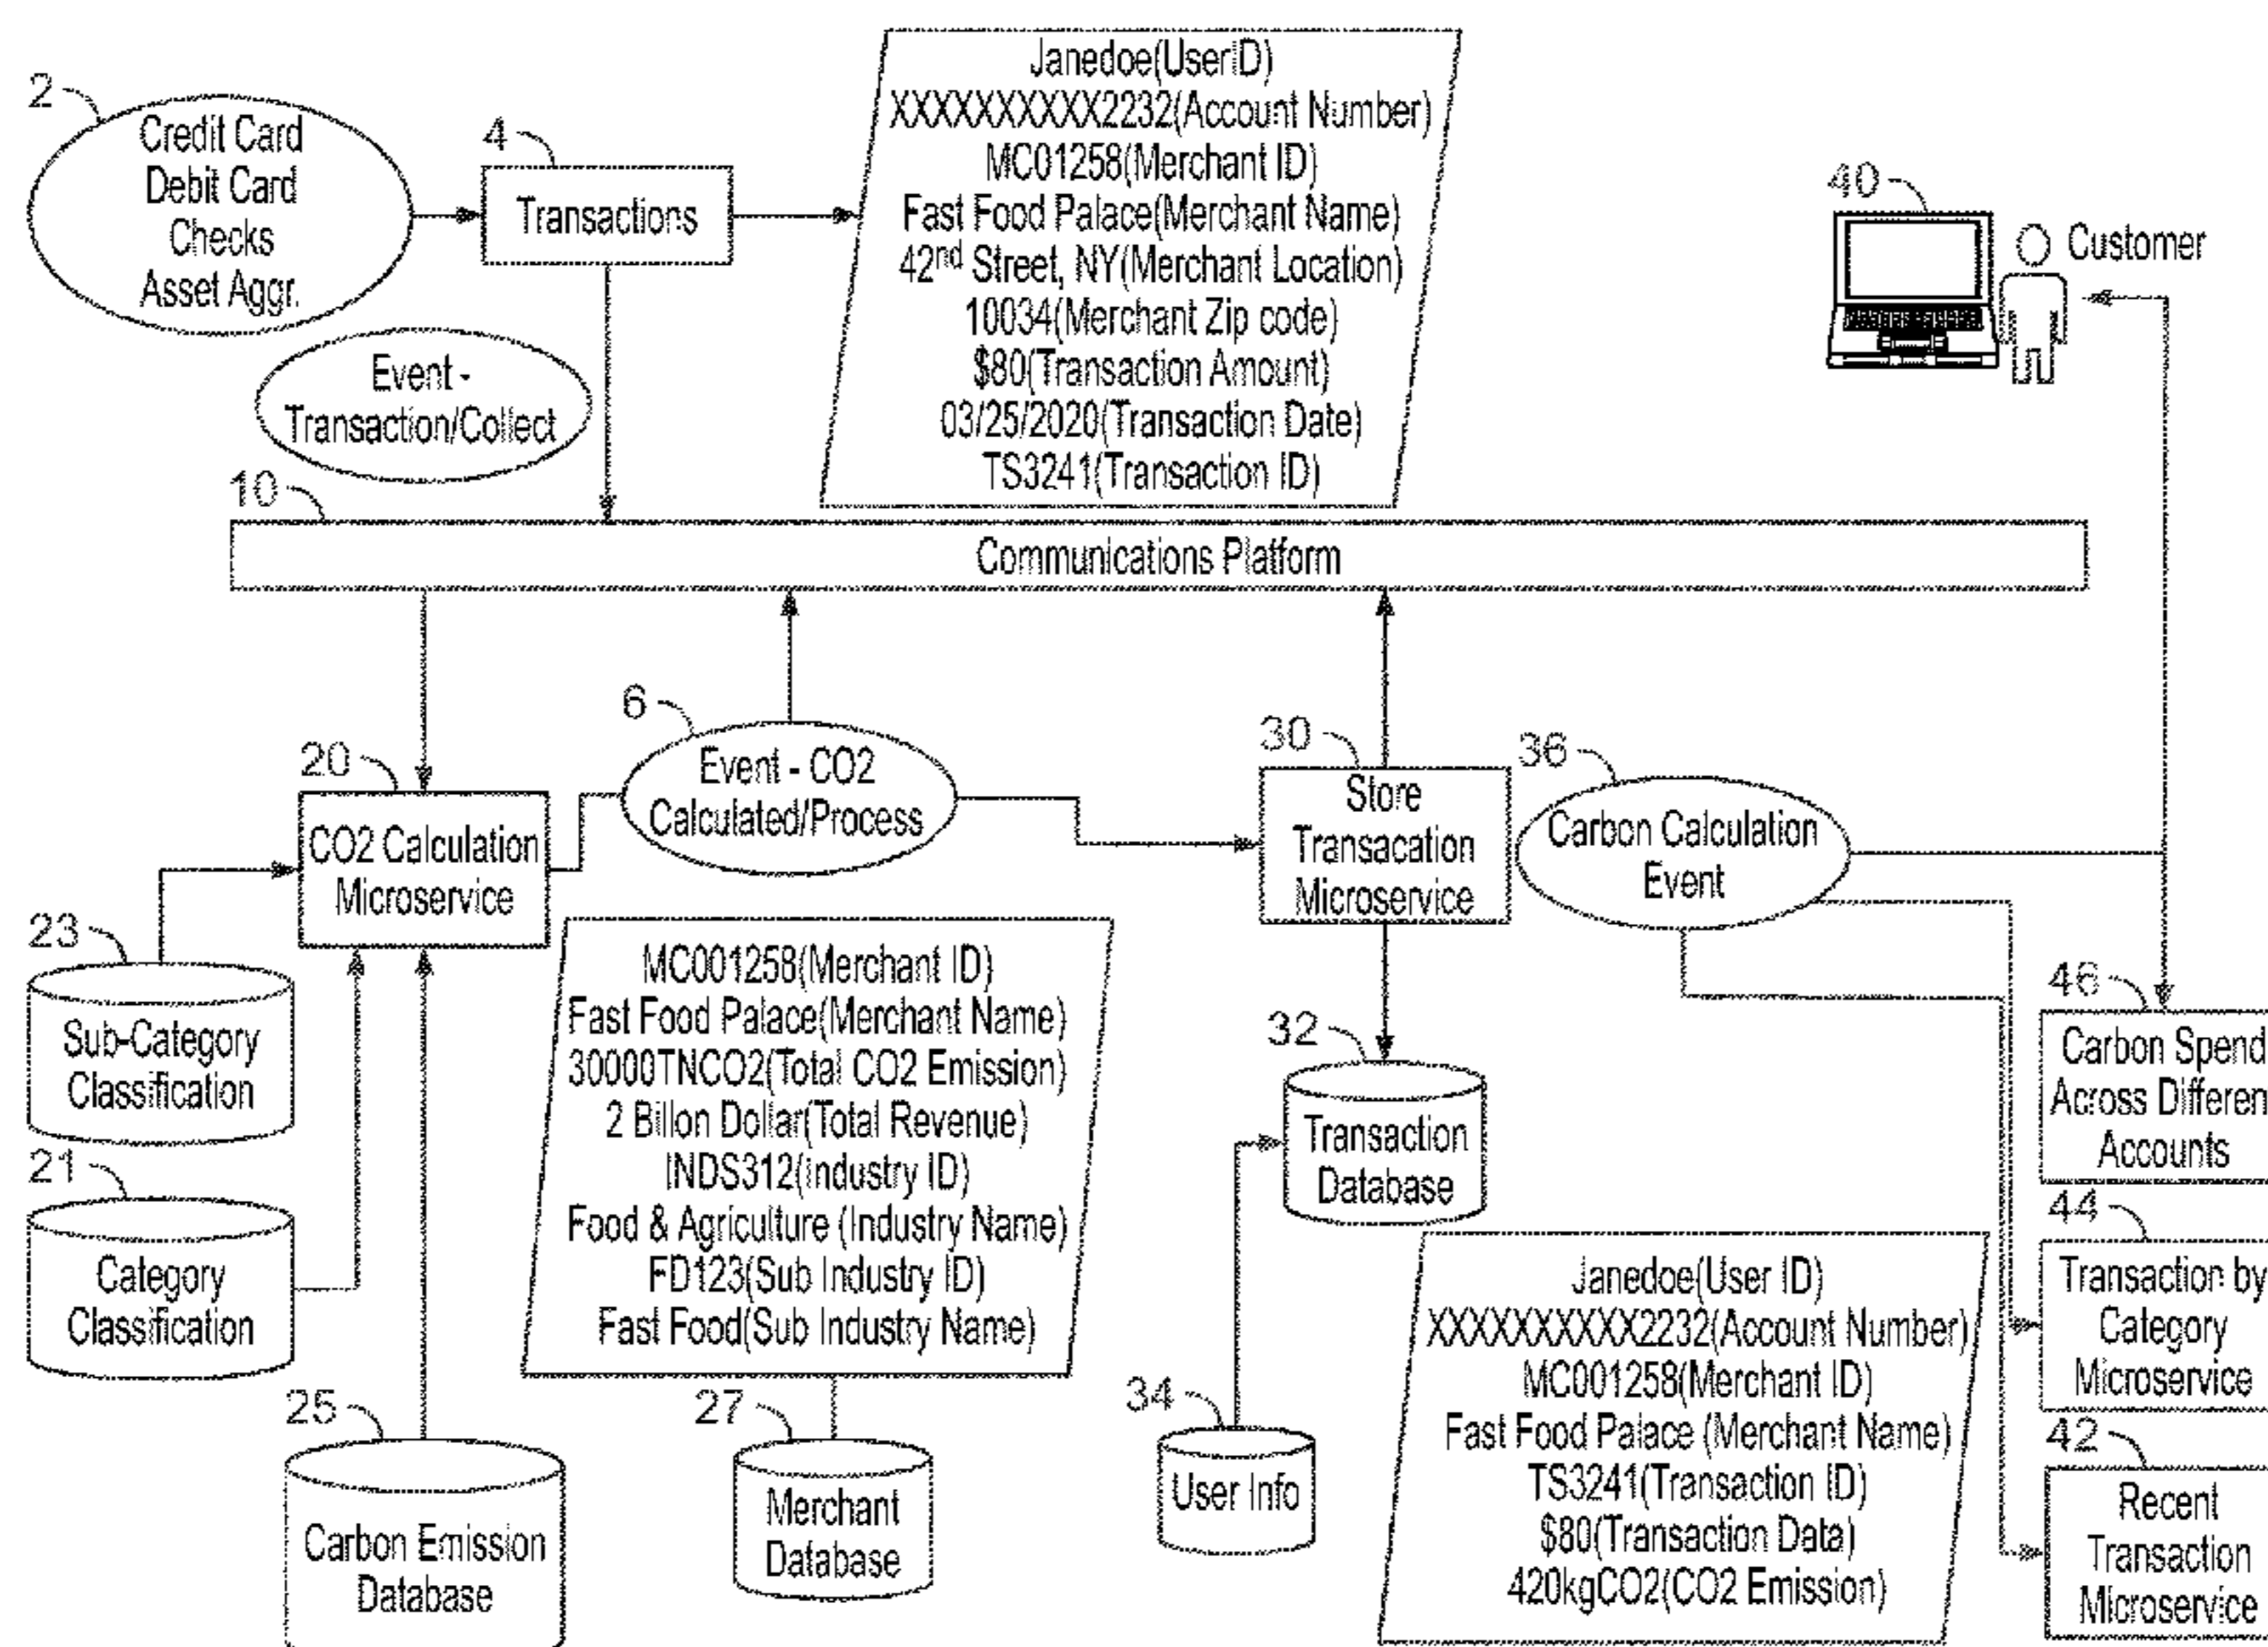 2
Credit Card
Debit Card
Checks
Asset Aggr.
4
Transactions
Janedoe(UserID)
XXXXXXXXXX2232(Account Number)
MC01258(Merchant ID)
Fast Food Palace(Merchant Name)
42nd Street, NY(Merchant Location)
10034(Merchant Zip code)
$80(Transaction Amount)
03/25/2020(Transaction Date)
TS3241(Transaction ID)
40
Customer
Event -
Transaction/Collect
10
Communications Platform
20
CO2 Calculation
Microservice
6
Event - CO2
Calculated/Process
30
Store
Transacation
Microservice
36
Carbon Calculation
Event
23
Sub-Category
Classification
21
Category
Classification
25
Carbon Emission
Database
MC001258(Merchant ID)
Fast Food Palace(Merchant Name)
30000TNCO2(Total CO2 Emission)
2 Billon Dollar(Total Revenue)
INDS312(industry ID)
Food & Agriculture (Industry Name)
FD123(Sub Industry ID)
Fast Food(Sub Industry Name)
27
Merchant
Database
32
Transaction
Database
34
User Info
Janedoe(User ID)
XXXXXXXXXX2232(Account Number)
MC001258(Merchant ID)
Fast Food Palace (Merchant Name)
TS3241(Transaction ID)
$80(Transaction Data)
420kgCO2(CO2 Emission)
46
Carbon Spend
Across Differen
Accounts
44
Transaction by
Category
Microservice
42
Recent
Transaction
Microservice